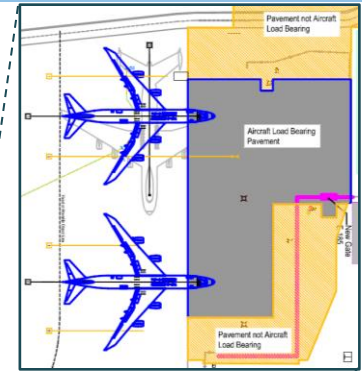 Pavement not Aircraft
Load Bearing
Aircraft Load Bearing
Pavement
New Gate
Pavement not Aircraft
Load Bearing